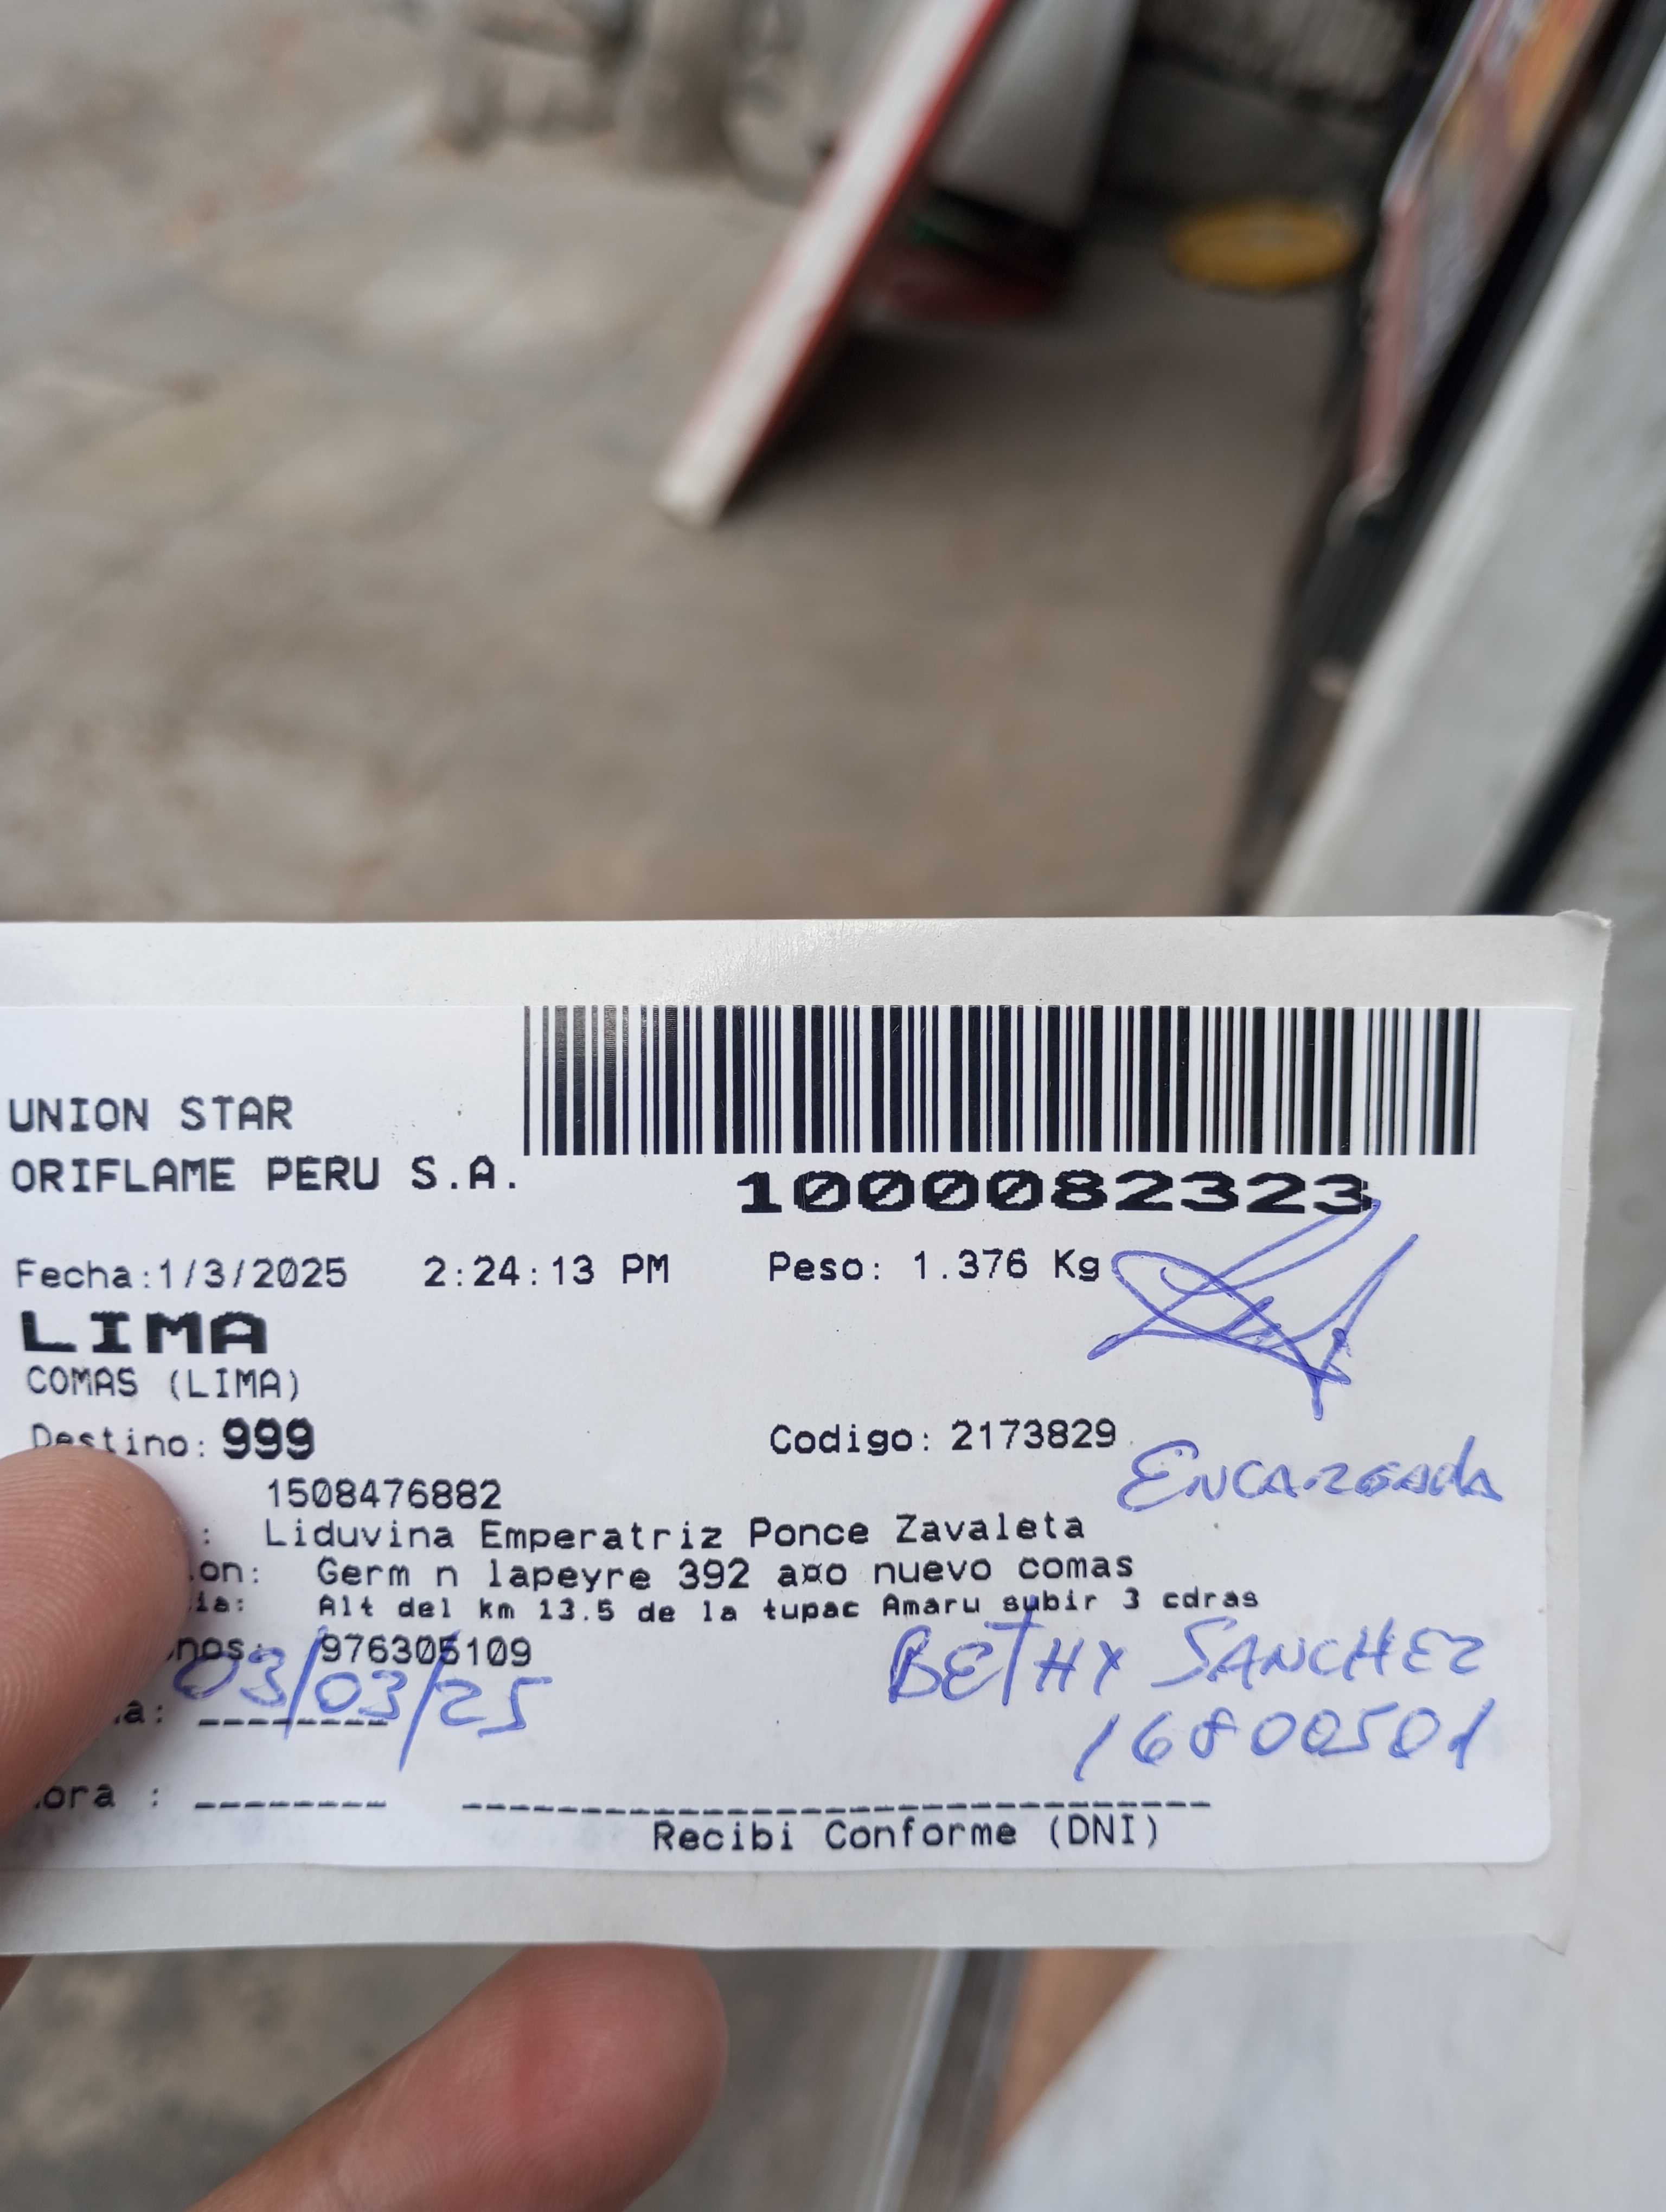 UNION STAR
ORIFLAME PERU S.A.
1000082323
Fecha:1/3/2025 2:24:13 PM Peso: 1.376 Kg
LIMA
COMAS (LIMA)
Destino: 999 Codigo: 2173829
ENCARGADA
1508476882
: Liduvina Emperatriz Ponce Zavaleta
on: Germ n lapeyre 392 a¤o nuevo comas
ia: Alt del km 13.5 de la tupac Amaru subir 3 cdras
nos: 976305109
BETHY SANCHEZ
a: 03/03/25
16800501
ora :
Recibi Conforme (DNI)